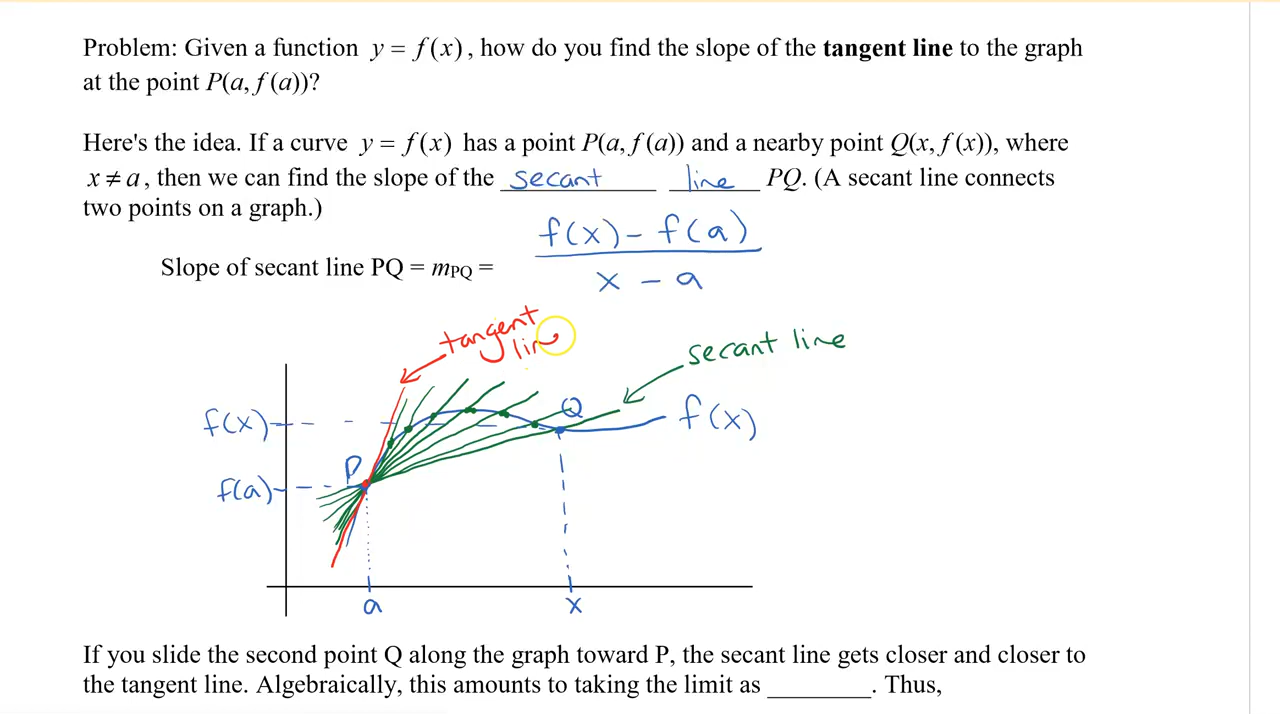 Problem: Given a function y = f(x), how do you find the slope of the tangent line to the graph
at the point P(a, f(a))?
Here's the idea. If a curve y = f(x) has a point P(a, f(a)) and a nearby point Q(x, f(x)), where
x ≠ a, then we can find the slope of the secant line PQ. (A secant line connects
two points on a graph.)
f(x) - f(a)
Slope of secant line PQ = mPQ =
x - a
tangent
line
secant line
f(x)
Q
f(x)
P
f(a)
a
x
If you slide the second point Q along the graph toward P, the secant line gets closer and closer to
the tangent line. Algebraically, this amounts to taking the limit as ________. Thus,